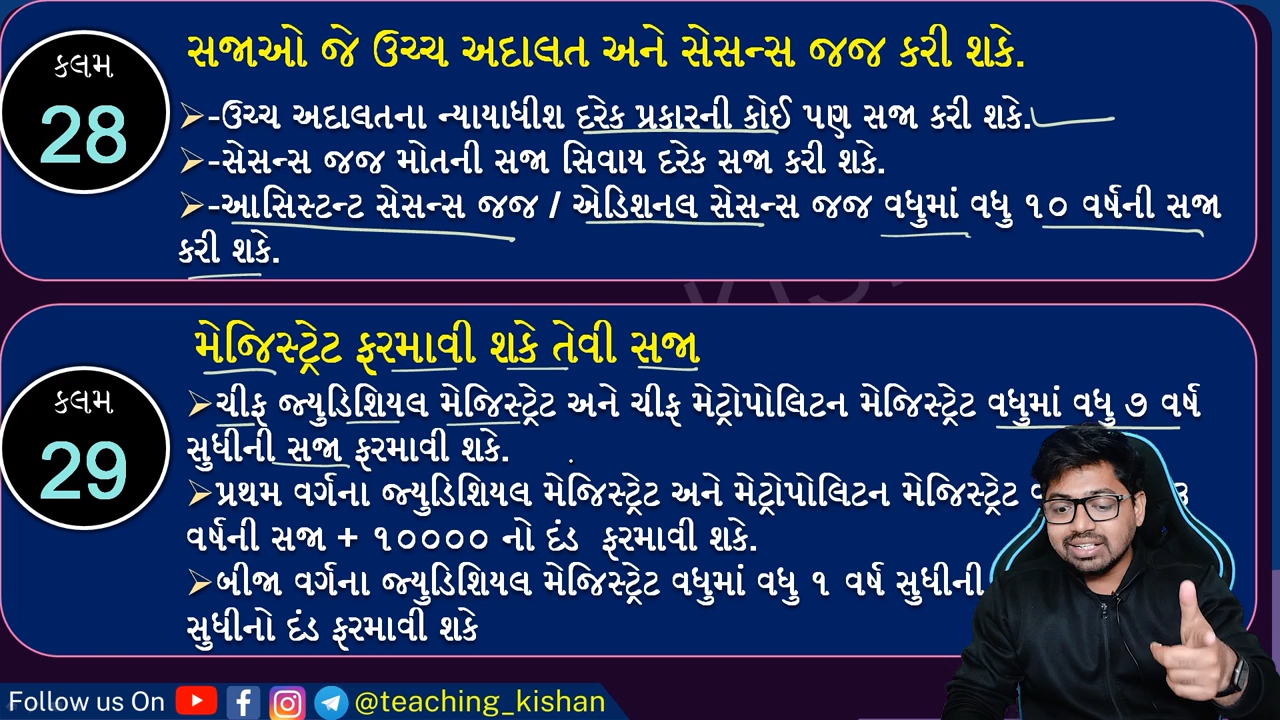 કલમ
28
સજાઓ જે ઉચ્ચ અદાલત અને સેસન્સ જજ કરી શકે.
➢-ઉચ્ચ અદાલતના ન્યાયાધીશ દરેક પ્રકારની કોઈ પણ સજા કરી શકે.
➢-સેસન્સ જજ મોતની સજા સિવાય દરેક સજા કરી શકે.
➢-આસિસ્ટન્ટ સેસન્સ જજ / એડિશનલ સેસન્સ જજ વધુમાં વધુ ૧૦ વર્ષની સજા
કરી શકે.
કલમ
29
મેજિસ્ટ્રેટ ફરમાવી શકે તેવી સજા
➢ચીફ જ્યુડિશિયલ મેજિસ્ટ્રેટ અને ચીફ મેટ્રોપોલિટન મેજિસ્ટ્રેટ વધુમાં વધુ ૭ વર્ષ
સુધીની સજા ફરમાવી શકે.
➢પ્રથમ વર્ગના જ્યુડિશિયલ મેજિસ્ટ્રેટ અને મેટ્રોપોલિટન મેજિસ્ટ્રેટ
વર્ષની સજા + ૧૦૦૦૦ નો દંડ ફરમાવી શકે.
➢બીજા વર્ગના જ્યુડિશિયલ મેજિસ્ટ્રેટ વધુમાં વધુ ૧ વર્ષ સુધીની
સુધીનો દંડ ફરમાવી શકે
Follow us On @teaching_kishan